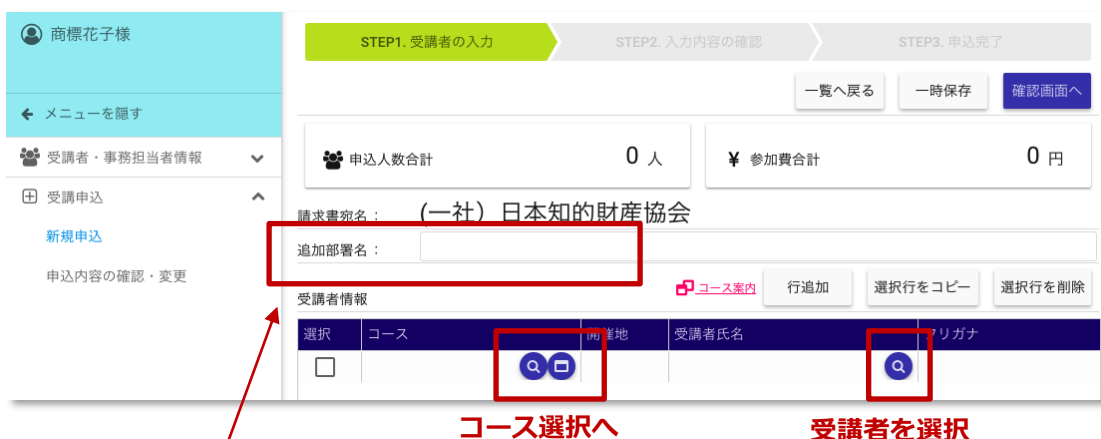 商標花子様
STEP1. 受講者の入力
STEP2. 入力内容の確認
STEP3. 申込完了
一覧へ戻る
一時保存
確認画面へ
メニューを隠す
受講者・事務担当者情報
申込人数合計
0 人
¥ 参加費合計
0 円
受講申込
新規申込
申込内容の確認・変更
請求書宛名：
(一社）日本知的財産協会
追加部署名：
受講者情報
コース案内
行追加
選択行をコピー
選択行を削除
選択
コース
開催地
受講者氏名
フリガナ
コース選択へ
受講者を選択